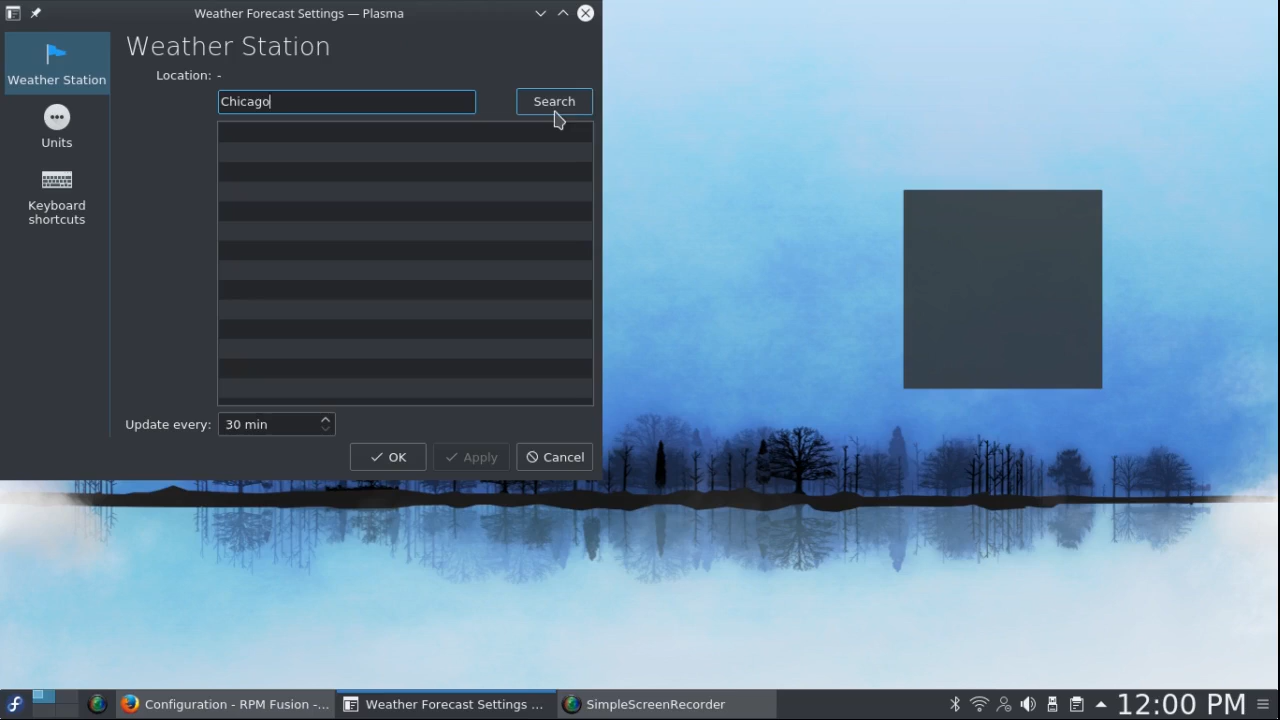 Weather Forecast Settings — Plasma
Weather Station
Weather Station
Location: -
Chicago
Search
Units
Keyboard
shortcuts
Update every: 30 min
OK
Apply
Cancel
Configuration - RPM Fusion -...
Weather Forecast Settings ...
SimpleScreenRecorder
12:00 PM